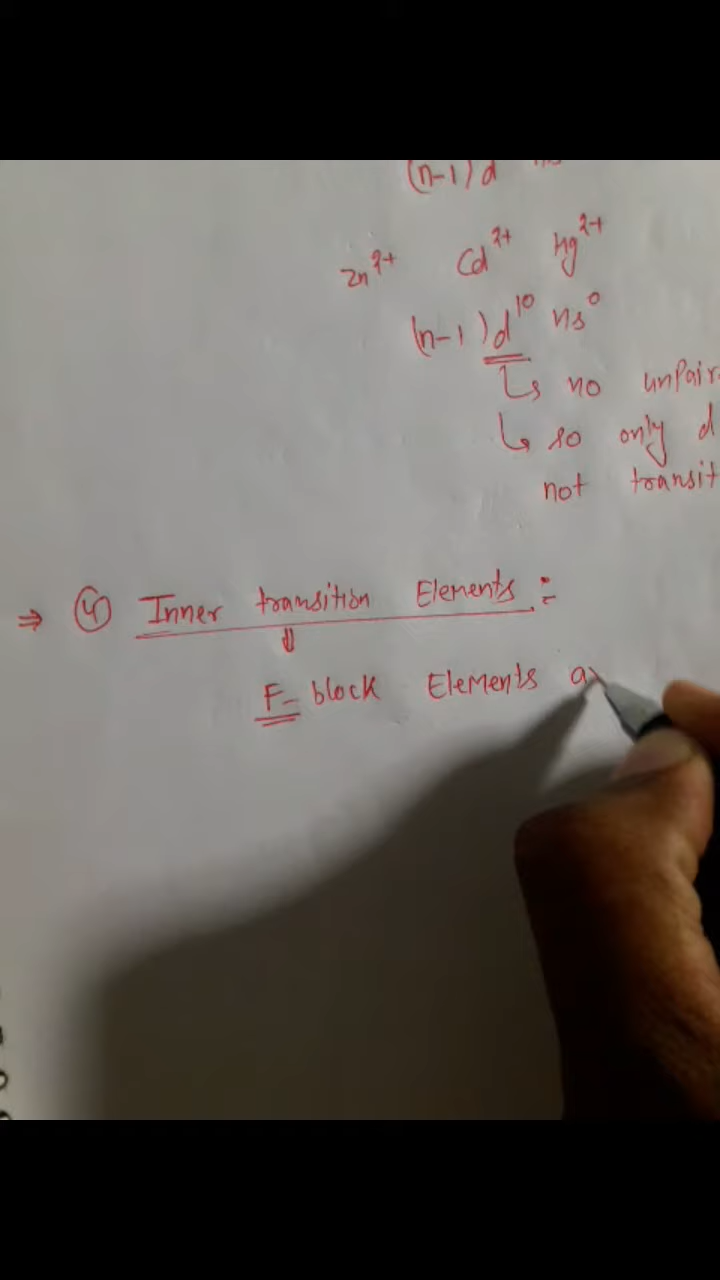 (n-1)d
Zn²⁺ Cd²⁺ Hg²⁺
(n-1)d¹⁰ ns⁰
↳ no unpair
↳ so only d
not transit
⇒ ④ Inner transition Elements :-
⇓
F- block Elements a